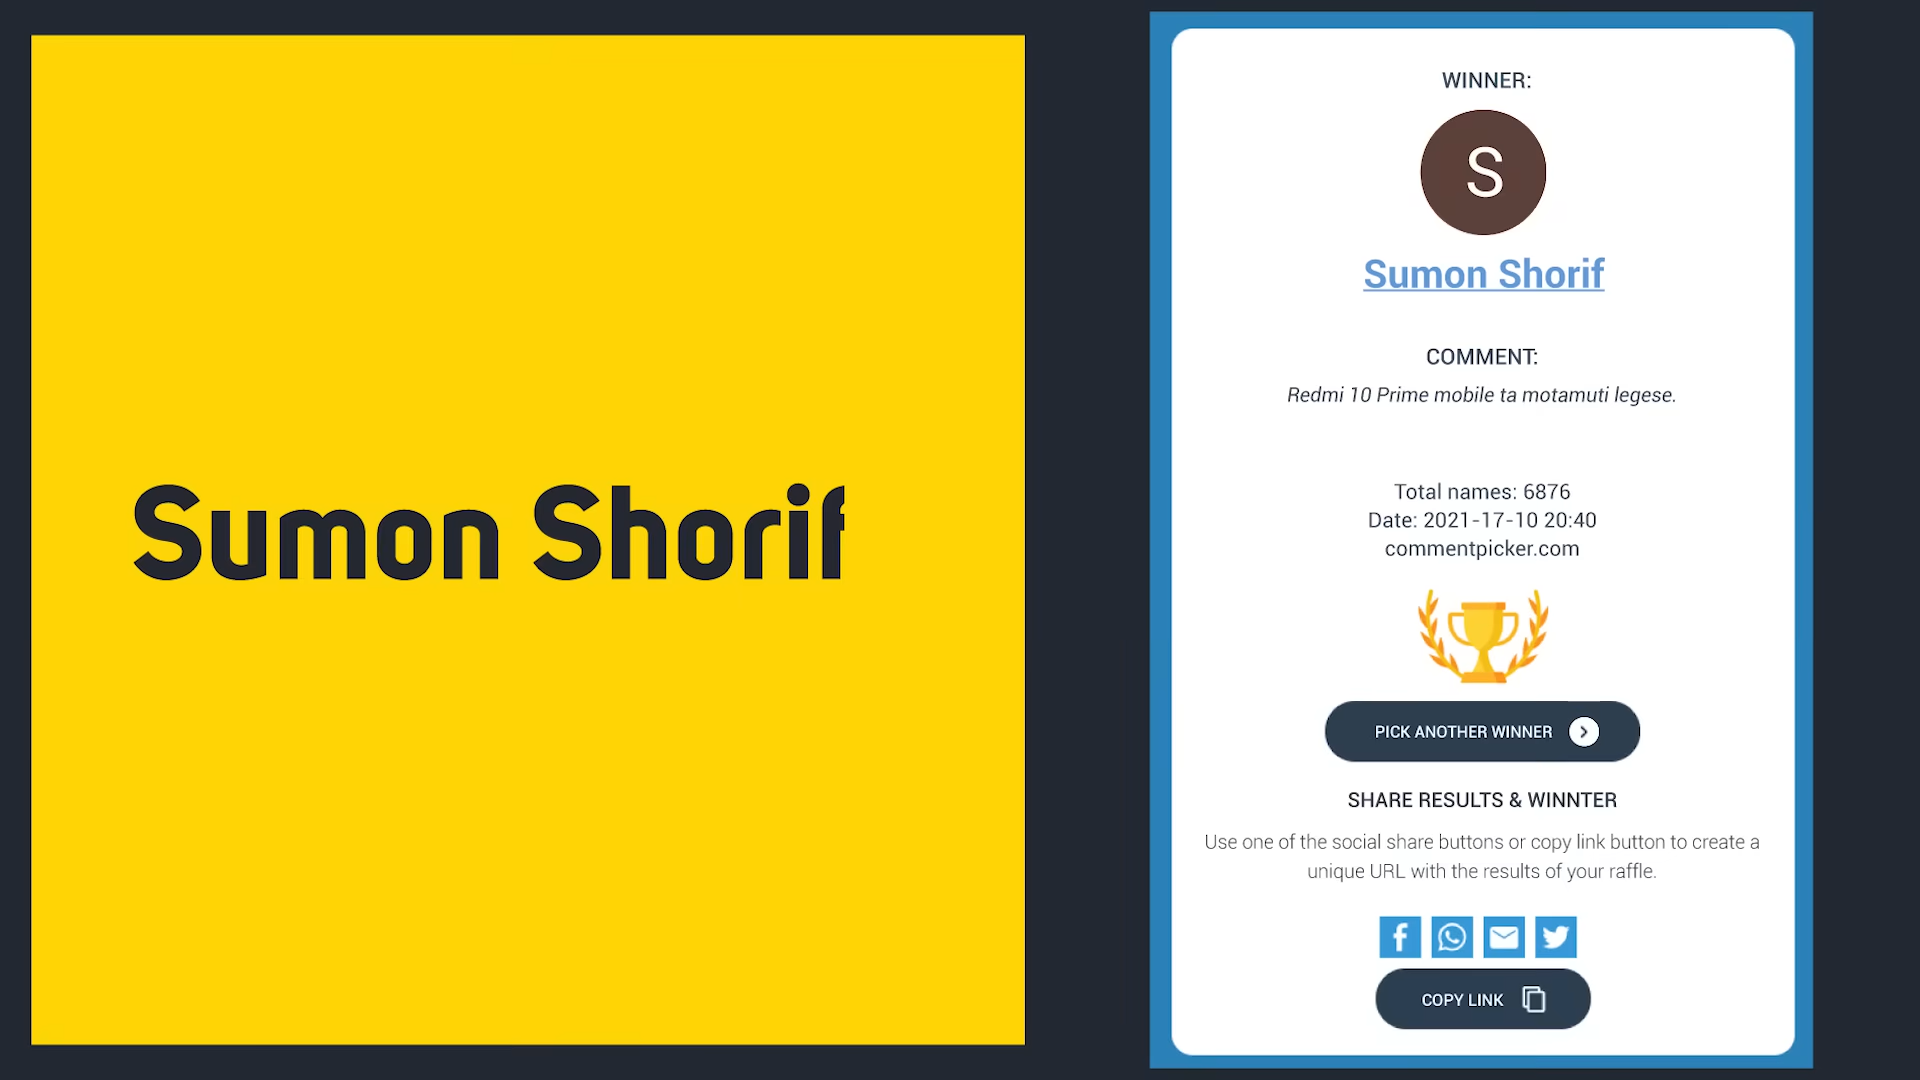 Sumon Shorif
WINNER:
S
Sumon Shorif
COMMENT:
Redmi 10 Prime mobile ta motamuti legese.
Total names: 6876
Date: 2021-17-10 20:40
commentpicker.com
PICK ANOTHER WINNER
SHARE RESULTS & WINNTER
Use one of the social share buttons or copy link button to create a
unique URL with the results of your raffle.
COPY LINK